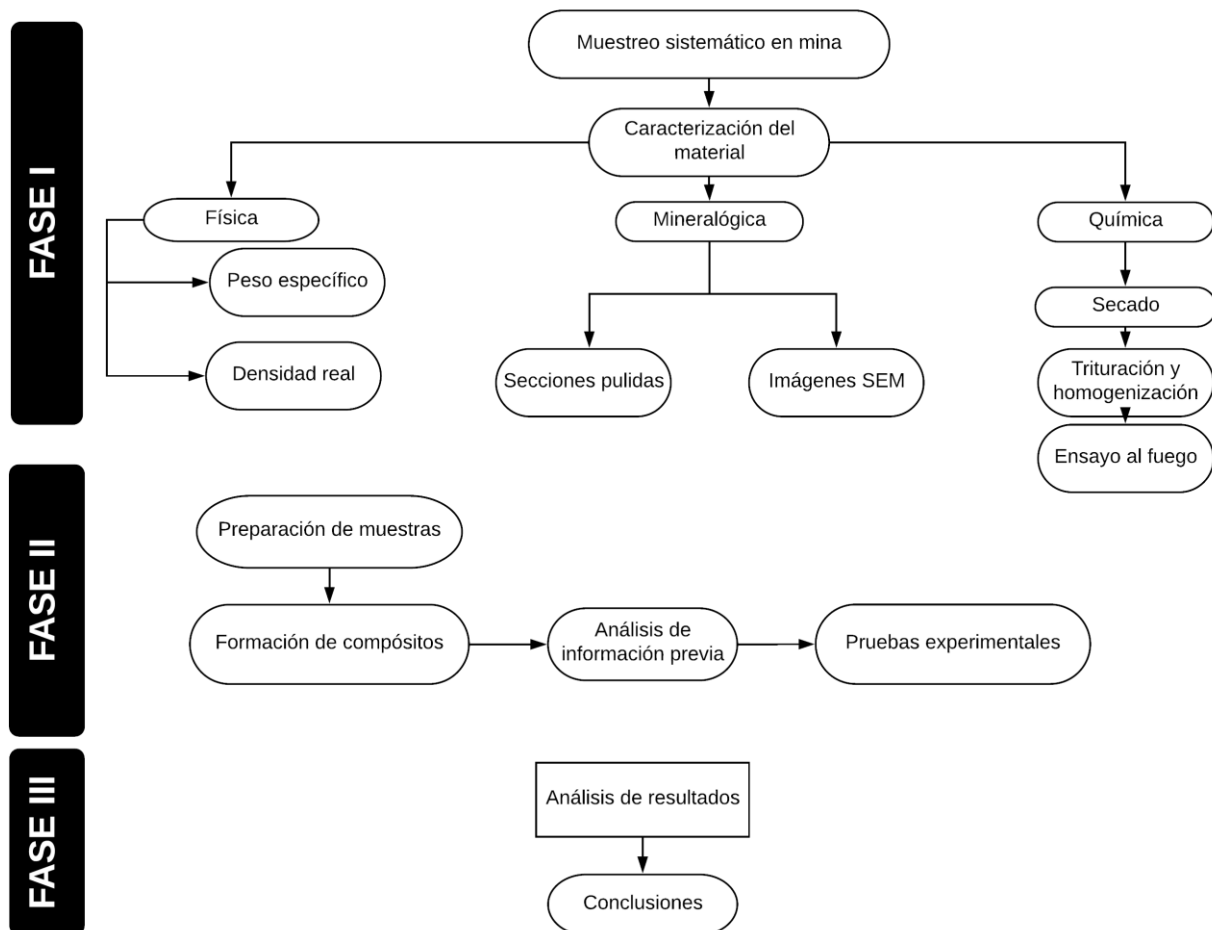 FASE I
Muestreo sistemático en mina
Caracterización del
material
Física
Mineralógica
Química
Peso específico
Densidad real
Secciones pulidas
Imágenes SEM
Secado
Trituración y
homogenización
Ensayo al fuego
FASE II
Preparación de muestras
Formación de compósitos
Análisis de
información previa
Pruebas experimentales
FASE III
Análisis de resultados
Conclusiones